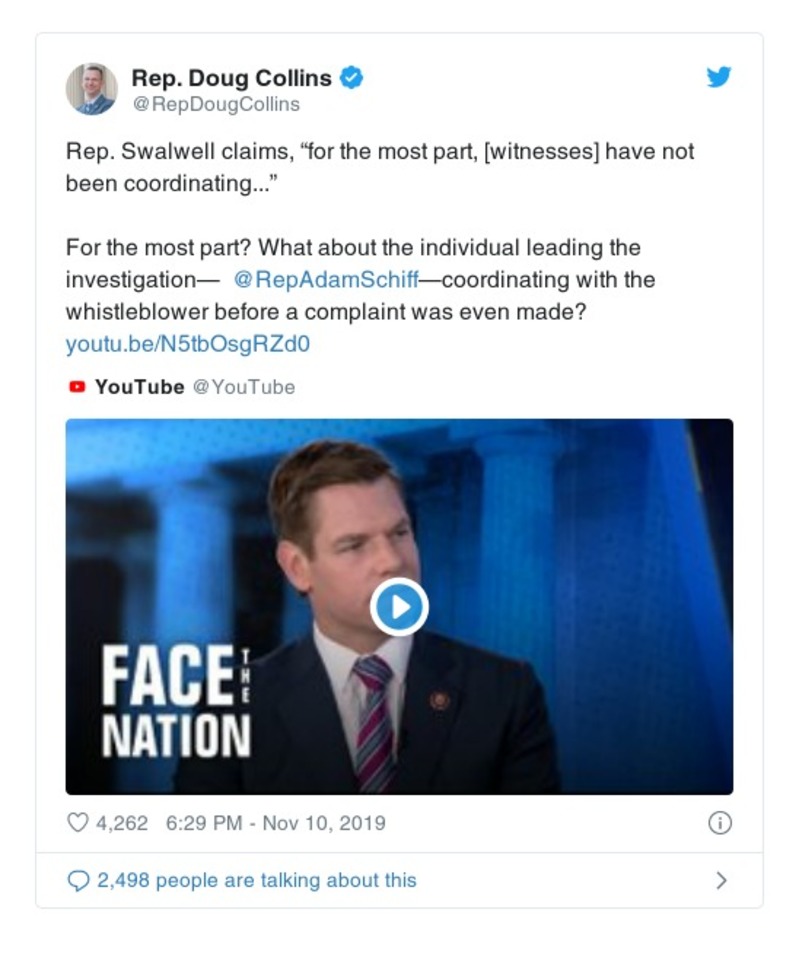 Rep. Doug Collins
@RepDougCollins
Rep. Swalwell claims, “for the most part, [witnesses] have not
been coordinating...”
For the most part? What about the individual leading the
investigation— @RepAdamSchiff—coordinating with the
whistleblower before a complaint was even made?
youtu.be/N5tbOsgRZd0
YouTube @YouTube
FACE THE
NATION
4,262 6:29 PM - Nov 10, 2019
2,498 people are talking about this